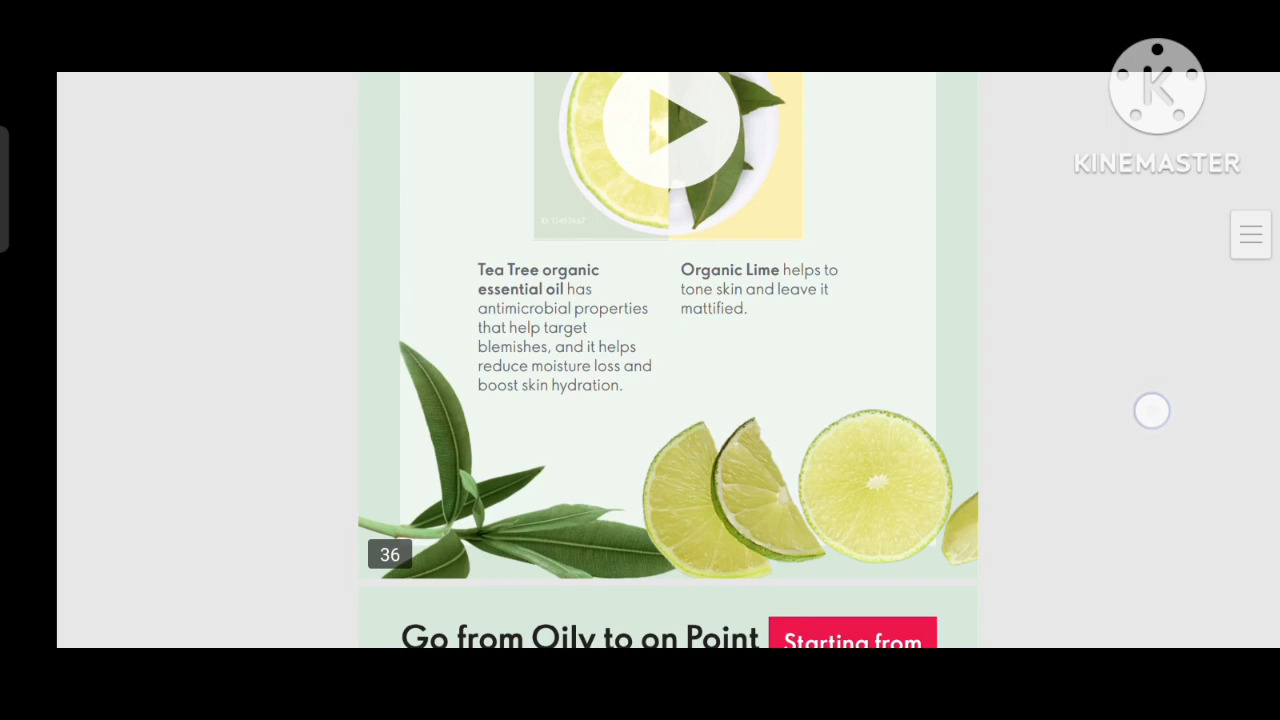 KINEMASTER
Tea Tree organic
essential oil has
antimicrobial properties
that help target
blemishes, and it helps
reduce moisture loss and
boost skin hydration.
Organic Lime helps to
tone skin and leave it
mattified.
36
Go from Oily to on Point
Starting from